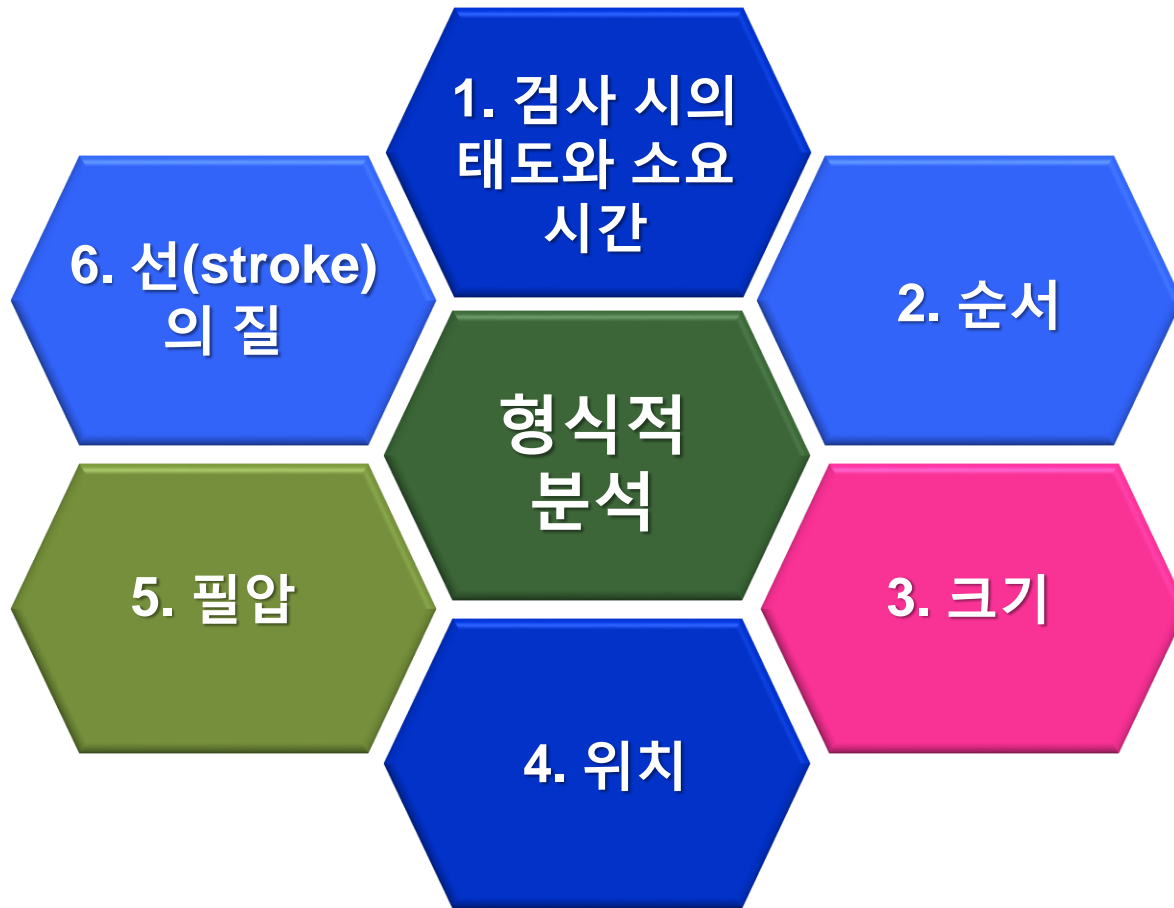 1. 검사 시의
태도와 소요
시간
2. 순서
3. 크기
4. 위치
5. 필압
6. 선(stroke)
의 질
형식적
분석